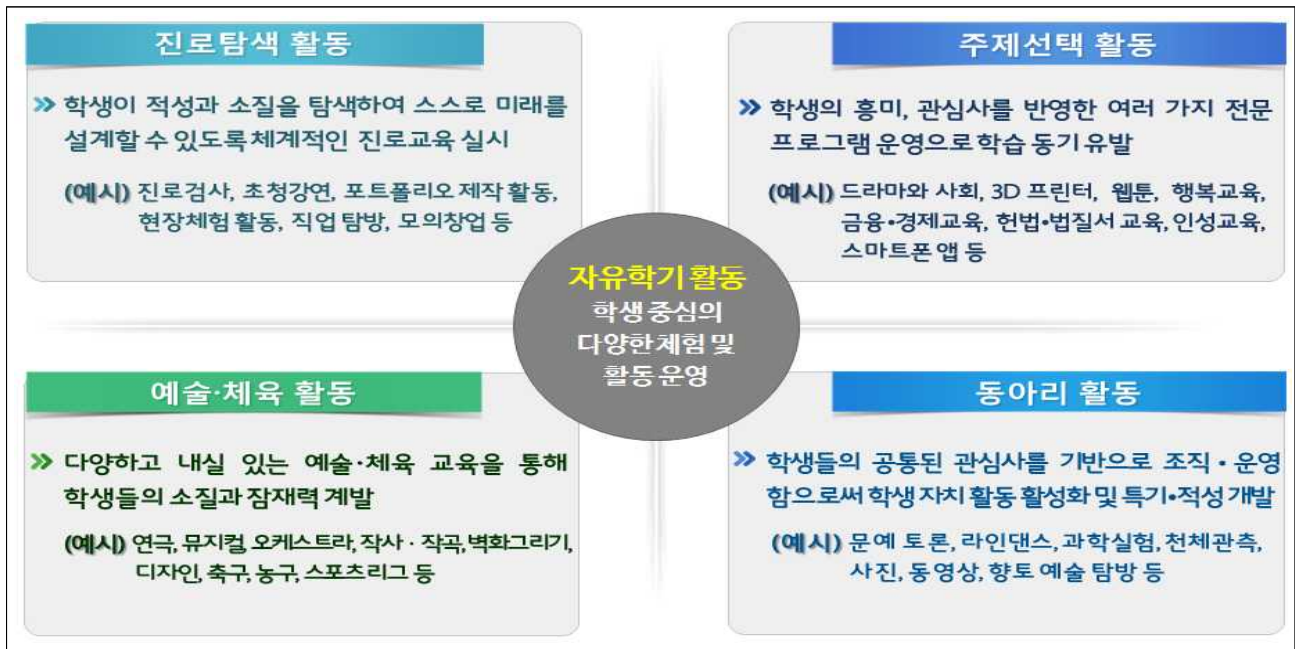 진로탐색 활동
» 학생이 적성과 소질을 탐색하여 스스로 미래를
설계할 수 있도록 체계적인 진로교육 실시
(예시) 진로검사, 초청강연, 포트폴리오 제작 활동,
현장체험 활동, 직업 탐방, 모의창업 등
주제선택 활동
» 학생의 흥미, 관심사를 반영한 여러 가지 전문
프로그램 운영으로 학습 동기 유발
(예시) 드라마와 사회, 3D 프린터, 웹툰, 행복교육,
금융•경제교육, 헌법•법질서 교육, 인성교육,
스마트폰 앱 등
자유학기 활동
학생 중심의
다양한 체험 및
활동 운영
예술·체육 활동
» 다양하고 내실 있는 예술·체육 교육을 통해
학생들의 소질과 잠재력 계발
(예시) 연극, 뮤지컬, 오케스트라, 작사 · 작곡, 벽화그리기,
디자인, 축구, 농구, 스포츠리그 등
동아리 활동
» 학생들의 공통된 관심사를 기반으로 조직 • 운영
함으로써 학생 자치 활동 활성화 및 특기•적성 개발
(예시) 문예 토론, 라인댄스, 과학실험, 천체관측,
사진, 동영상, 향토 예술 탐방 등